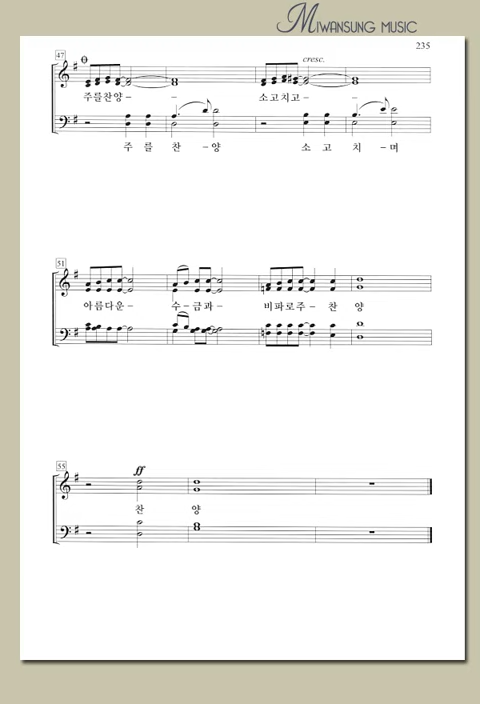 MIWANSUNG MUSIC
235
47
cresc.
주를찬양- - - 소고치고- -
주 를 찬 -양 소 고 치 -며
51
아름다운- 수-금과- 비파로주- 찬 양
55
ff
찬 양